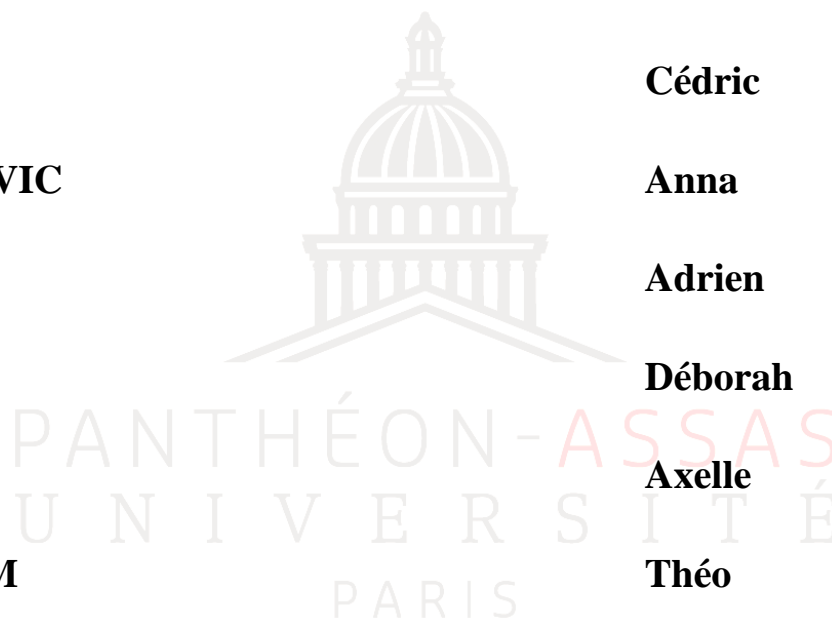 Cédric
VIC Anna
Adrien
Déborah
PANTHÉON-ASSAS
UNIVERSITÉ
Axelle
M Théo
PARIS